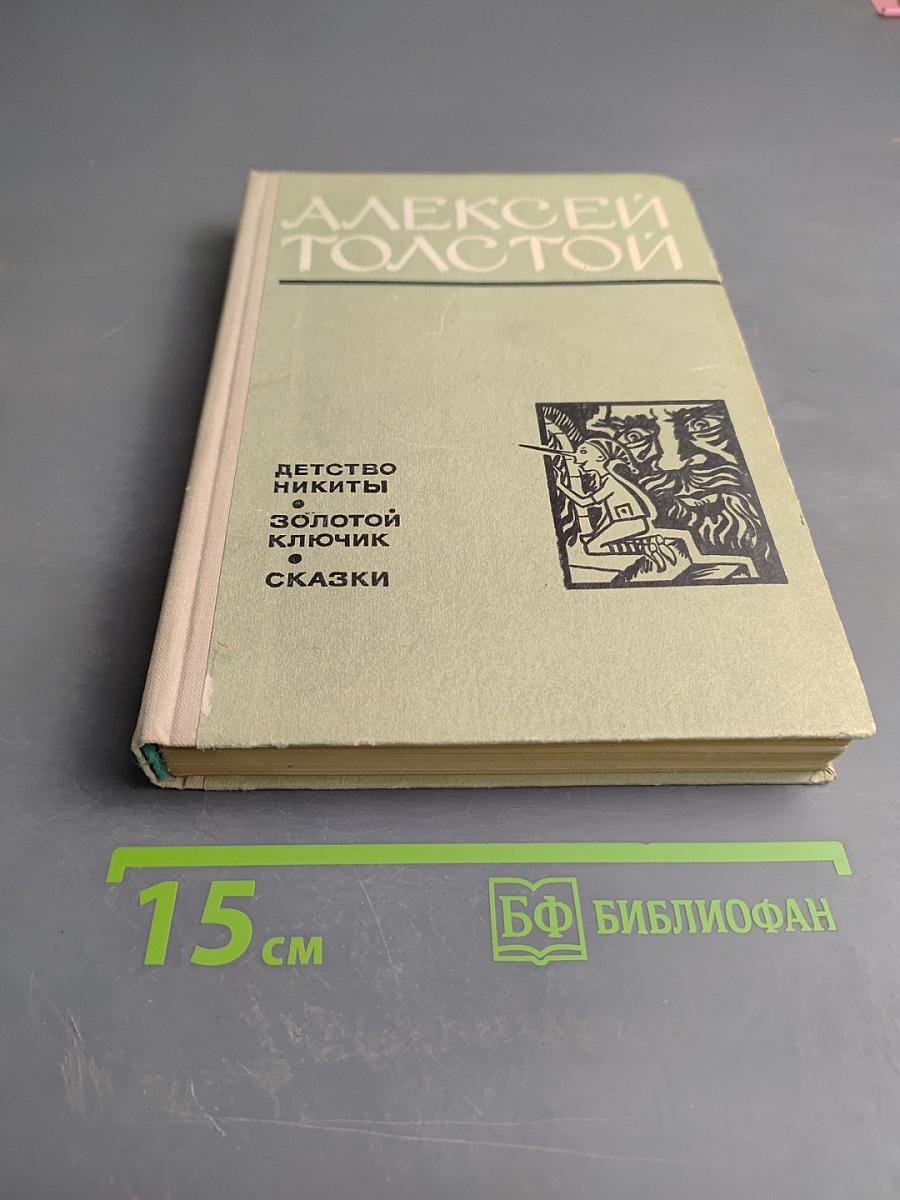 АЛЕКСЕЙ
ТОЛСТОЙ
ДЕТСТВО
НИКИТЫ
•
ЗОЛОТОЙ
КЛЮЧИК
•
СКАЗКИ
15 см
БФ БИБЛИОФАН